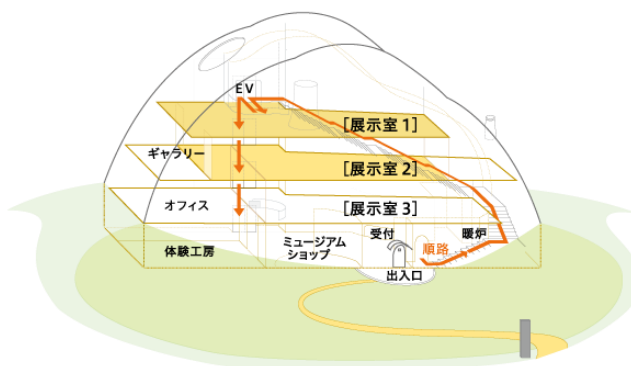 EV
[展示室1]
ギャラリー
[展示室2]
オフィス
[展示室3]
体験工房
ミュージアム
ショップ
受付
順路
暖炉
出入口